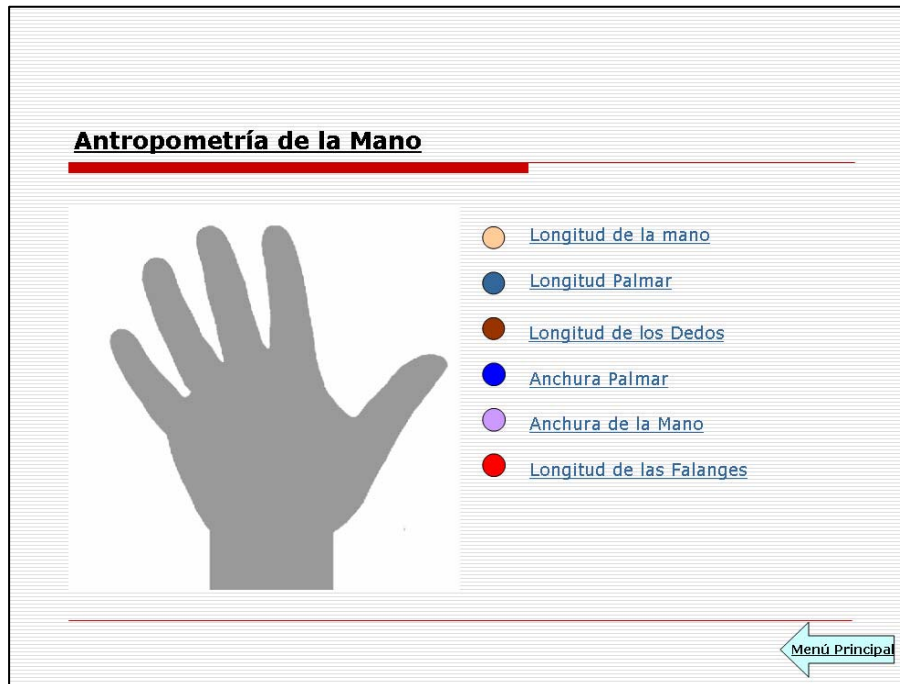 Antropometría de la Mano
Longitud de la mano
Longitud Palmar
Longitud de los Dedos
Anchura Palmar
Anchura de la Mano
Longitud de las Falanges
Menú Principal